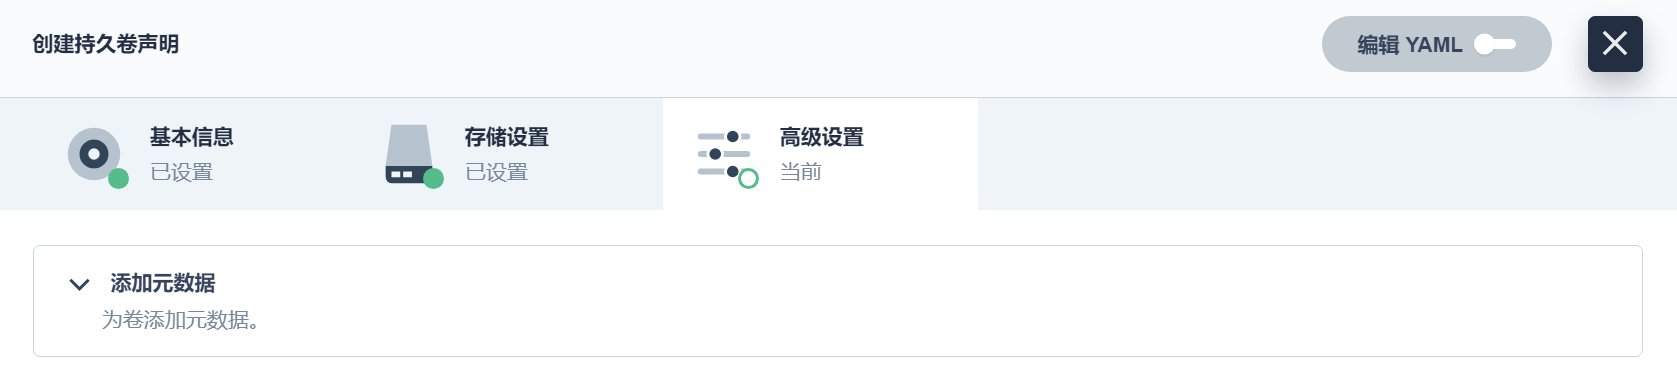 创建持久卷声明
编辑 YAML
基本信息
已设置
存储设置
已设置
高级设置
当前
添加元数据
为卷添加元数据。